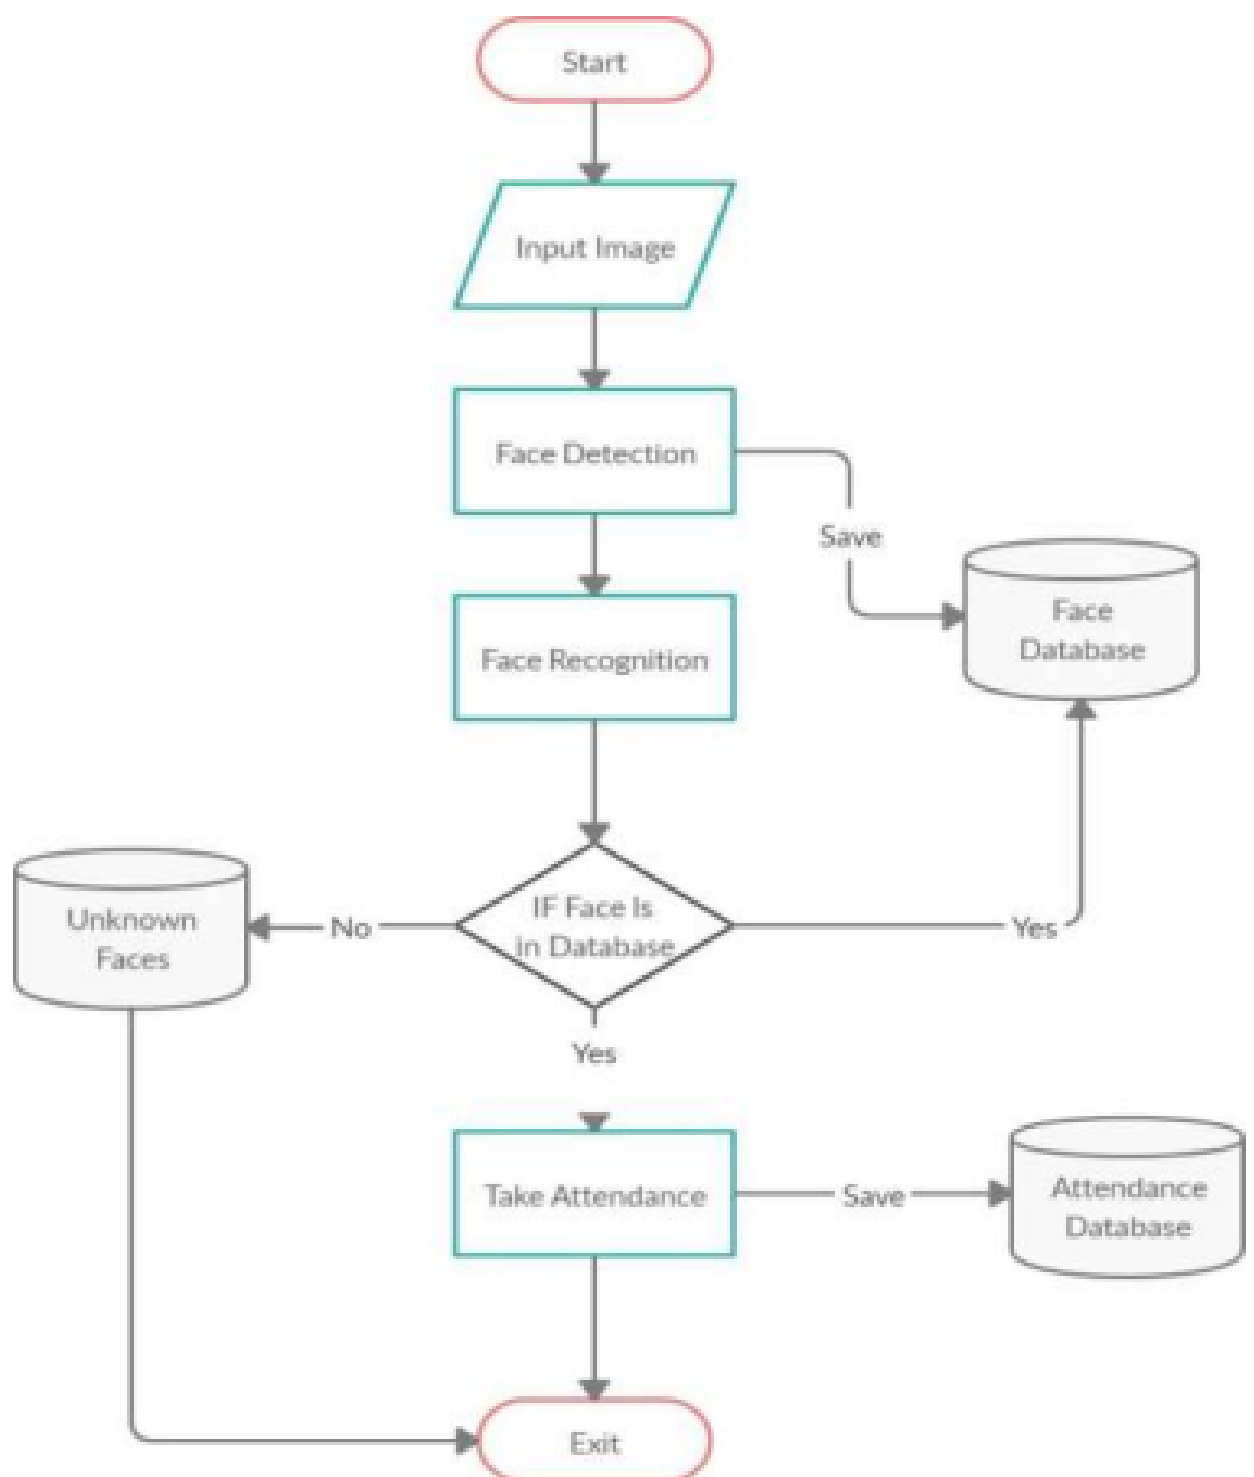 Start
Input Image
Face Detection
Save
Face
Database
Face Recognition
IF Face Is
in Database
No
Yes
Unknown
Faces
Yes
Take Attendance
Save
Attendance
Database
Exit